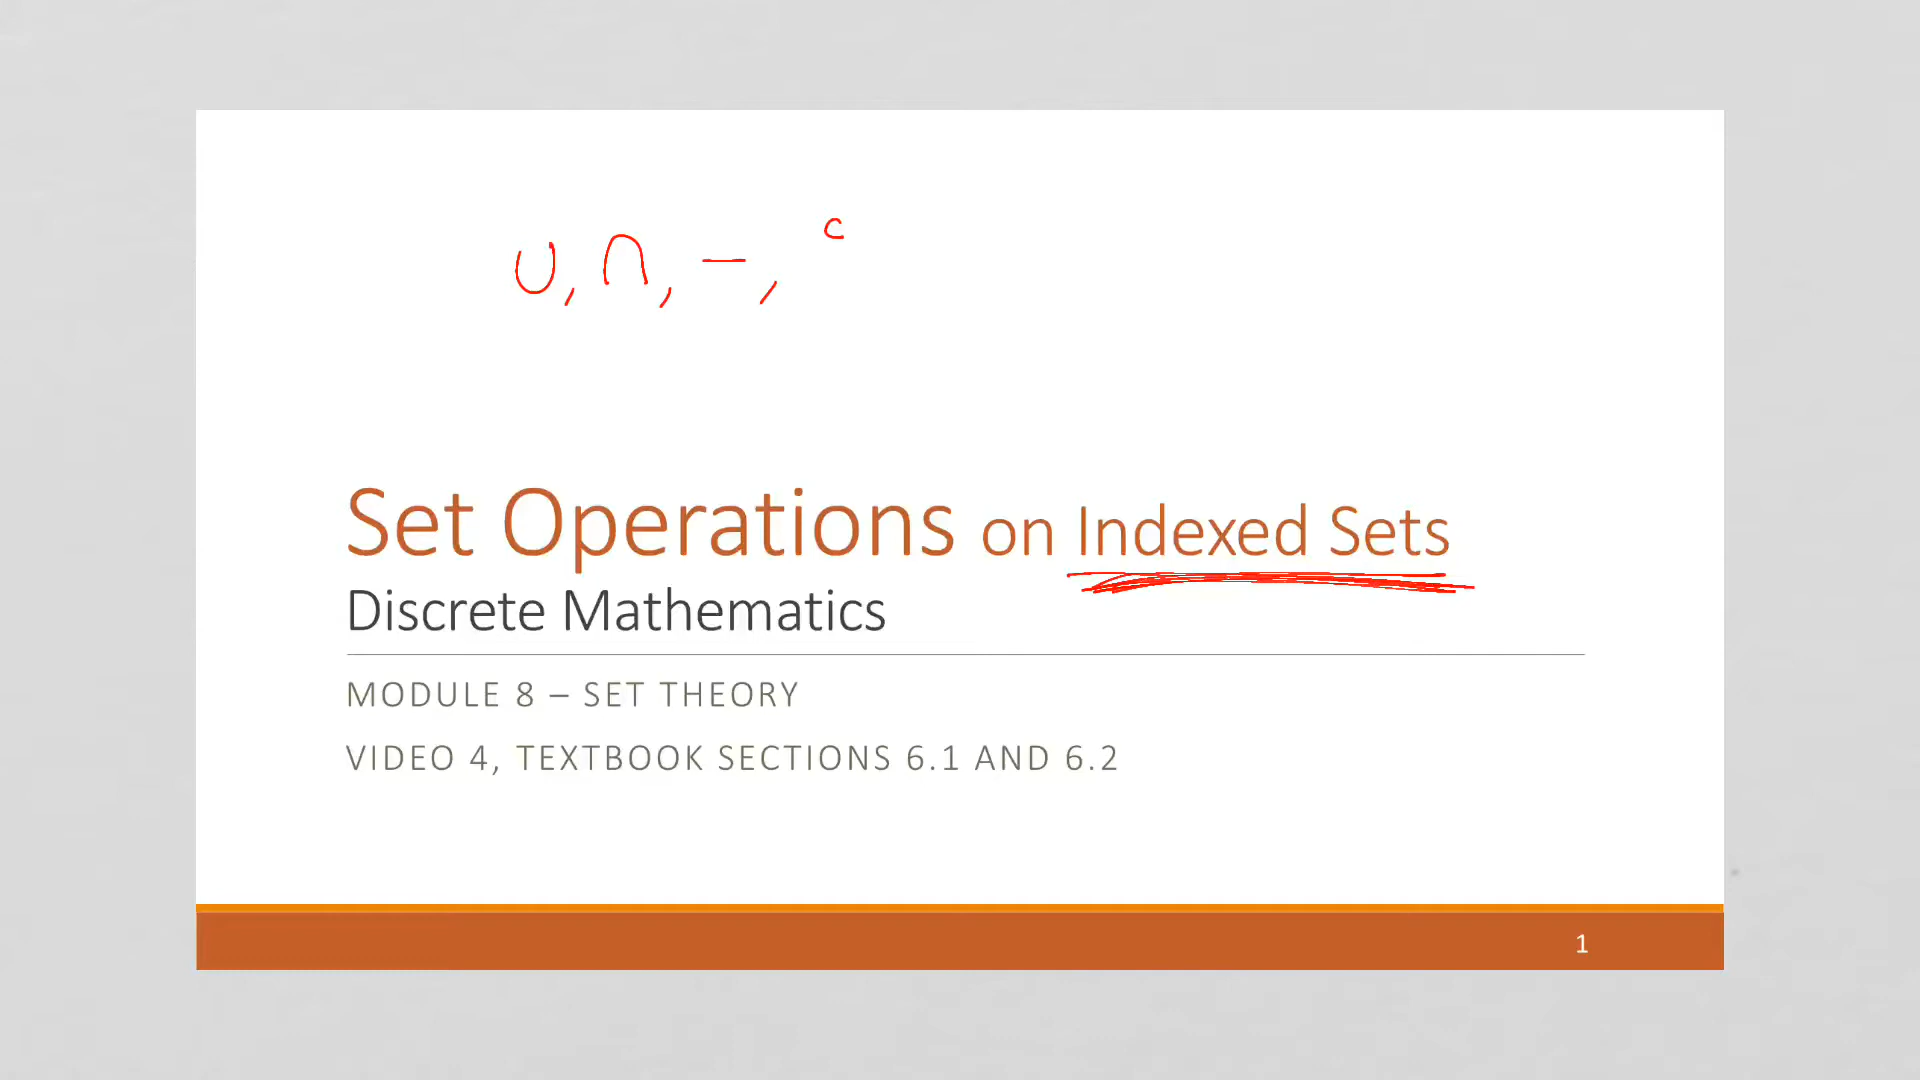 ∪, ∩, −, c
Set Operations on Indexed Sets
Discrete Mathematics
MODULE 8 – SET THEORY
VIDEO 4, TEXTBOOK SECTIONS 6.1 AND 6.2
1